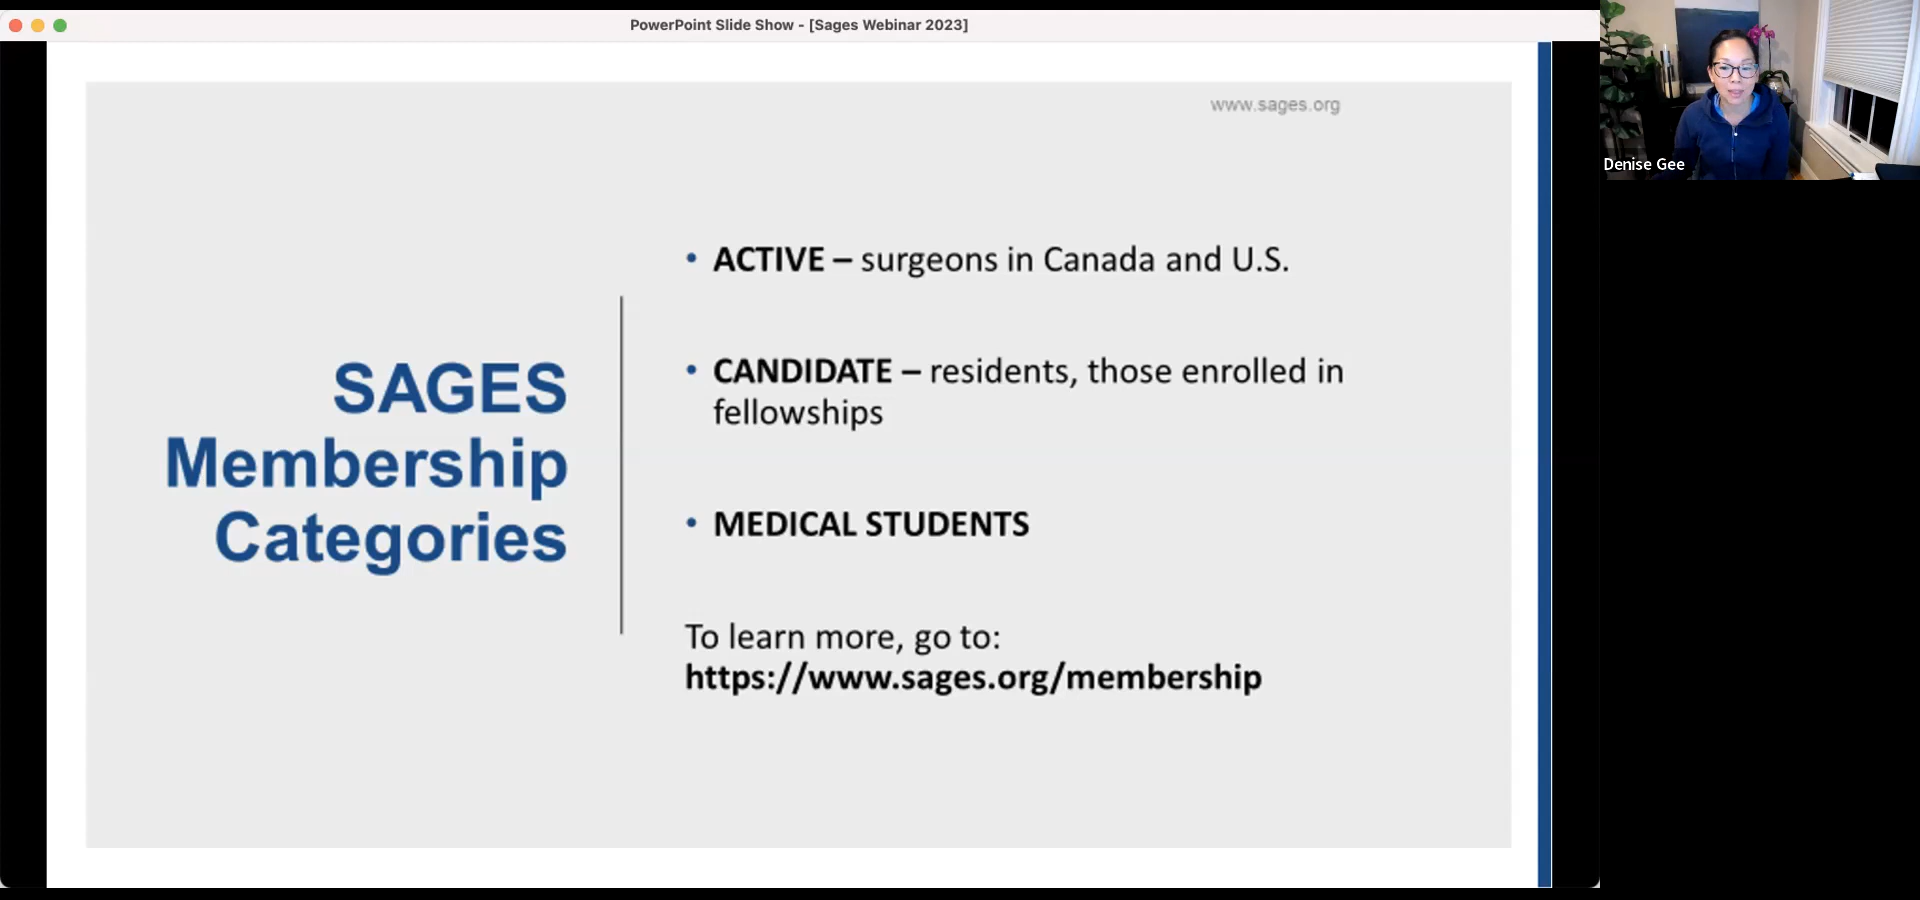 PowerPoint Slide Show - [Sages Webinar 2023]
www.sages.org
SAGES
Membership
Categories
• ACTIVE – surgeons in Canada and U.S.
• CANDIDATE – residents, those enrolled in
fellowships
• MEDICAL STUDENTS
To learn more, go to:
https://www.sages.org/membership
Denise Gee